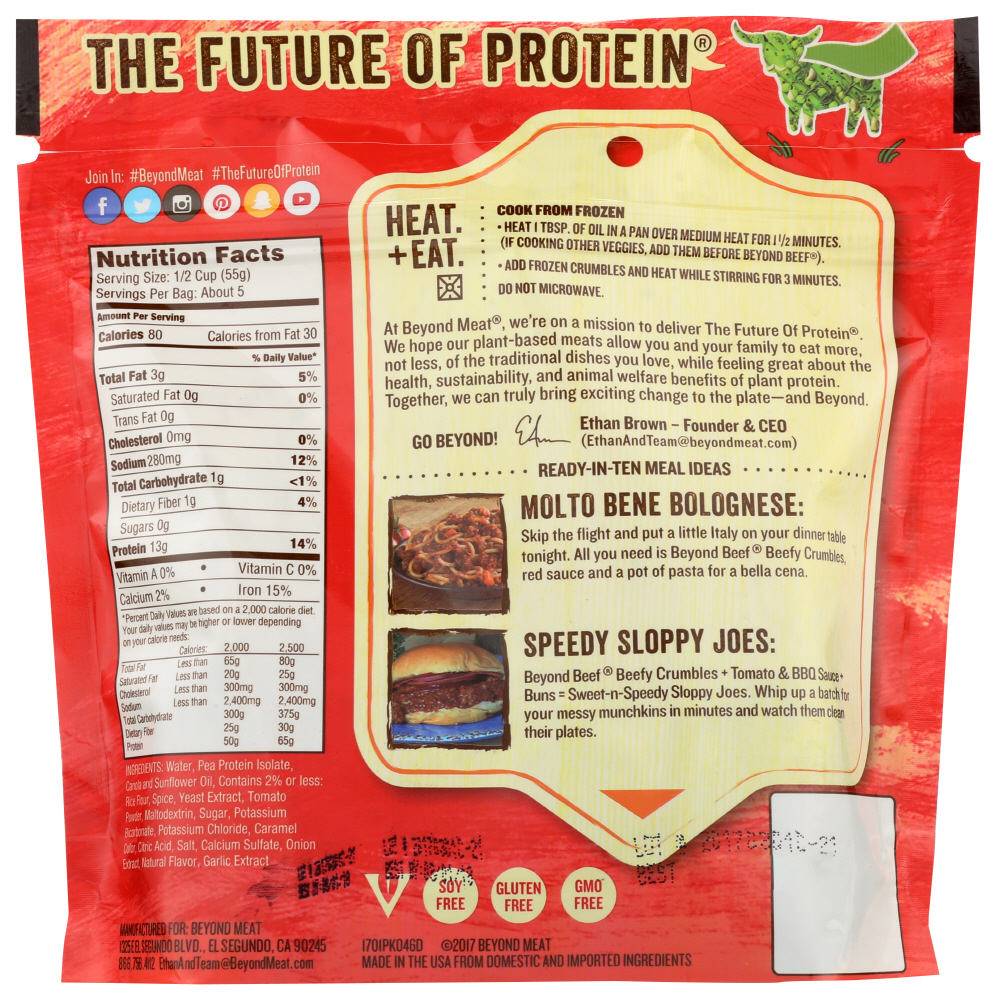 THE FUTURE OF PROTEIN®
Join In: #BeyondMeat #TheFutureOfProtein
Nutrition Facts
Serving Size: 1/2 Cup (55g)
Servings Per Bag: About 5
Amount Per Serving
Calories 80 Calories from Fat 30
% Daily Value*
Total Fat 3g 5%
Saturated Fat 0g 0%
Trans Fat 0g
Cholesterol 0mg 0%
Sodium 280mg 12%
Total Carbohydrate 1g <1%
Dietary Fiber 1g 4%
Sugars 0g
Protein 13g 14%
Vitamin A 0% • Vitamin C 0%
Calcium 2% • Iron 15%
*Percent Daily Values are based on a 2,000 calorie diet.
Your daily values may be higher or lower depending
on your calorie needs:
Calories: 2,000 2,500
Total Fat Less than 65g 80g
Saturated Fat Less than 20g 25g
Cholesterol Less than 300mg 300mg
Sodium Less than 2,400mg 2,400mg
Total Carbohydrate 300g 375g
Dietary Fiber 25g 30g
Protein 50g 65g
INGREDIENTS: Water, Pea Protein Isolate,
Canola and Sunflower Oil, Contains 2% or less:
Rice Flour, Spice, Yeast Extract, Tomato
Powder, Maltodextrin, Sugar, Potassium
Bicarbonate, Potassium Chloride, Caramel
Color, Citric Acid, Salt, Calcium Sulfate, Onion
Extract, Natural Flavor, Garlic Extract
MANUFACTURED FOR: BEYOND MEAT
1325 E EL SEGUNDO BLVD., EL SEGUNDO, CA 90245
866.756.4112 EthanAndTeam@BeyondMeat.com
HEAT.
+EAT.
COOK FROM FROZEN
• HEAT 1 TBSP. OF OIL IN A PAN OVER MEDIUM HEAT FOR 1 1/2 MINUTES.
(IF COOKING OTHER VEGGIES, ADD THEM BEFORE BEYOND BEEF®).
• ADD FROZEN CRUMBLES AND HEAT WHILE STIRRING FOR 3 MINUTES.
DO NOT MICROWAVE.
At Beyond Meat®, we're on a mission to deliver The Future Of Protein®.
We hope our plant-based meats allow you and your family to eat more,
not less, of the traditional dishes you love, while feeling great about the
health, sustainability, and animal welfare benefits of plant protein.
Together, we can truly bring exciting change to the plate—and Beyond.
GO BEYOND!
Ethan Brown – Founder & CEO
(EthanAndTeam@beyondmeat.com)
READY-IN-TEN MEAL IDEAS
MOLTO BENE BOLOGNESE:
Skip the flight and put a little Italy on your dinner table
tonight. All you need is Beyond Beef® Beefy Crumbles,
red sauce and a pot of pasta for a bella cena.
SPEEDY SLOPPY JOES:
Beyond Beef® Beefy Crumbles + Tomato & BBQ Sauce +
Buns = Sweet-n-Speedy Sloppy Joes. Whip up a batch for
your messy munchkins in minutes and watch them clean
their plates.
LOT #
BEST
V
SOY
FREE
GLUTEN
FREE
GMO
FREE
1701PK046D ©2017 BEYOND MEAT
MADE IN THE USA FROM DOMESTIC AND IMPORTED INGREDIENTS